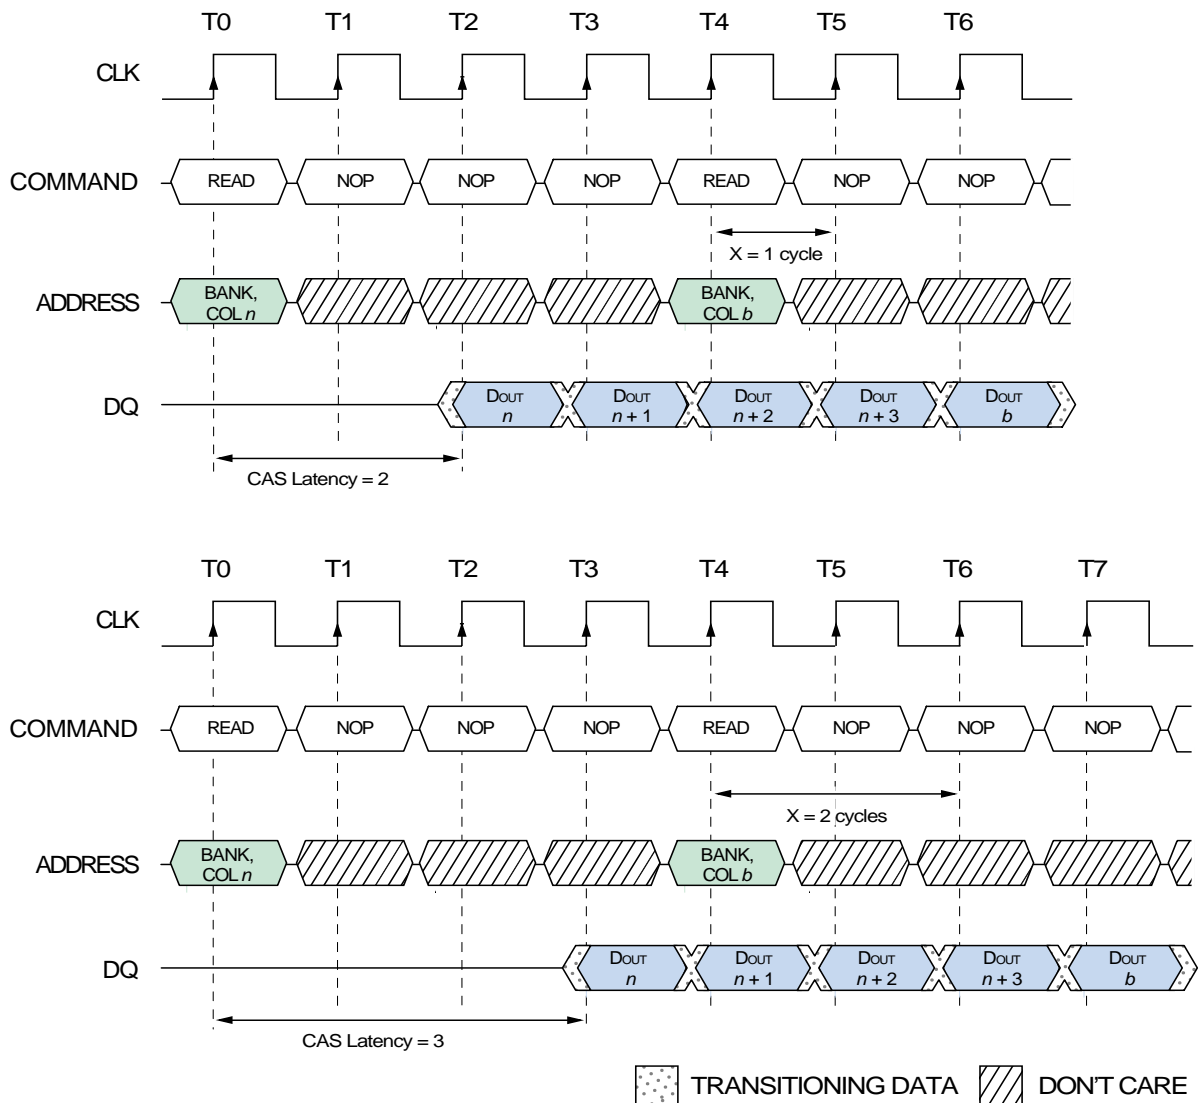 T0 T1 T2 T3 T4 T5 T6
CLK
COMMAND READ NOP NOP NOP READ NOP NOP
X = 1 cycle
ADDRESS BANK, COL n BANK, COL b
DQ DOUT n DOUT n + 1 DOUT n + 2 DOUT n + 3 DOUT b
CAS Latency = 2
T0 T1 T2 T3 T4 T5 T6 T7
CLK
COMMAND READ NOP NOP NOP READ NOP NOP NOP
X = 2 cycles
ADDRESS BANK, COL n BANK, COL b
DQ DOUT n DOUT n + 1 DOUT n + 2 DOUT n + 3 DOUT b
CAS Latency = 3
TRANSITIONING DATA DON'T CARE